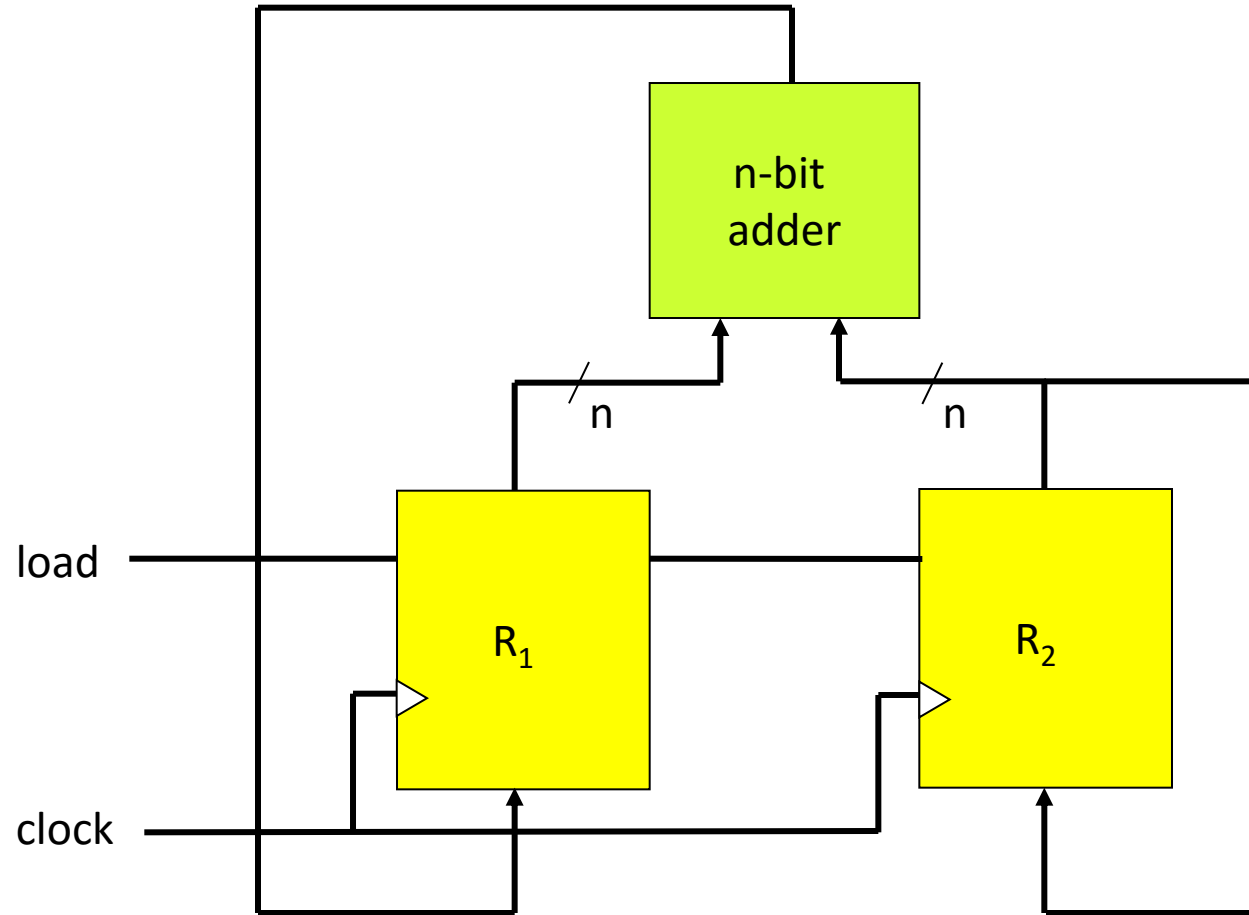 n-bit
adder
n
n
load
R₁
R₂
clock